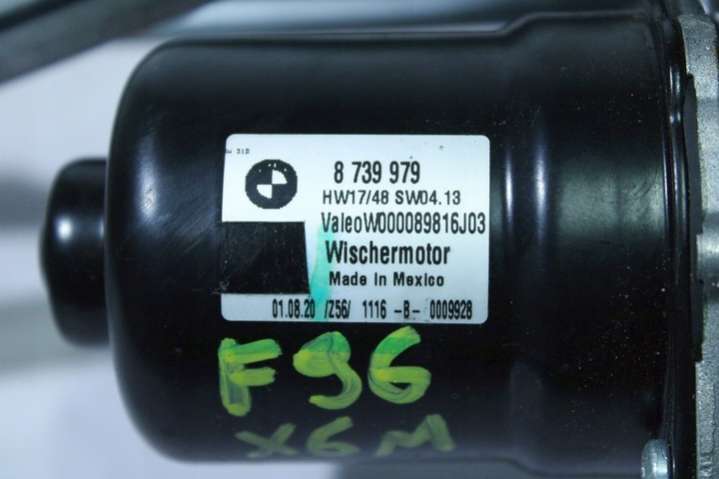 8 739 979
HW17/48 SW04.13
ValeoW000089816J03
Wischermotor
Made In Mexico
01.08.20 /Z56/ 1116 -B- 0009928
F96
X6M